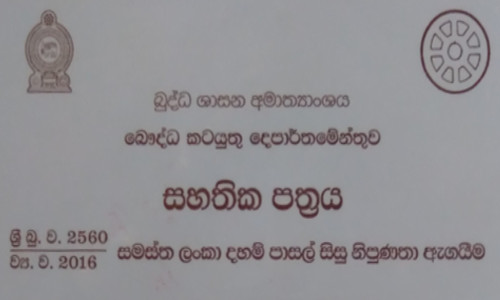 බුද්ධ ශාසන අමාත්‍යාංශය
බෞද්ධ කටයුතු දෙපාර්තමේන්තුව
සහතික පත්‍රය
ශ්‍රී බු. ව. 2560
ව්‍ය. ව. 2016
සමස්ත ලංකා දහම් පාසල් සිසු නිපුණතා ඇගයීම